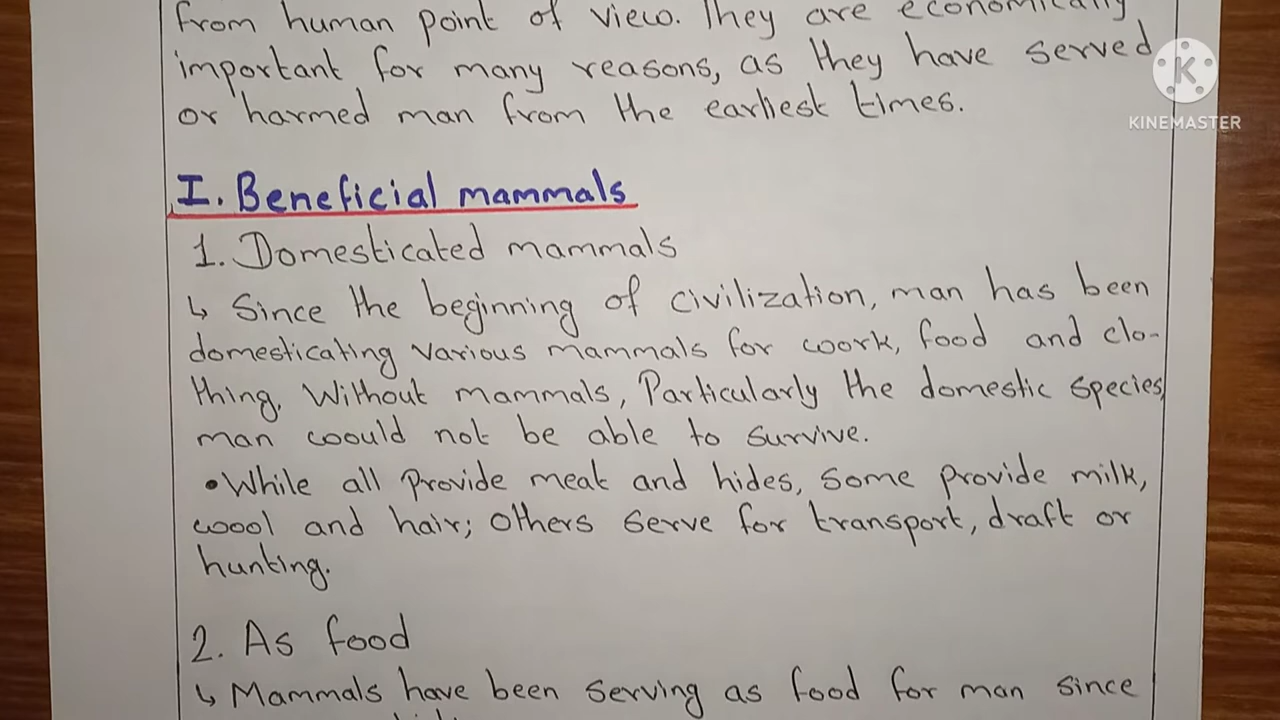 from human point of view. They are economically
important for many reasons, as they have served
or harmed man from the earliest times.
KINEMASTER
I. Beneficial mammals
1. Domesticated mammals
↳ Since the beginning of civilization, man has been
domesticating various mammals for work, food and clo-
thing. Without mammals, Particularly the domestic species,
man would not be able to survive.
• While all Provide meat and hides, some provide milk,
wool and hair; others serve for transport, draft or
hunting.
2. As food
↳ Mammals have been serving as food for man since